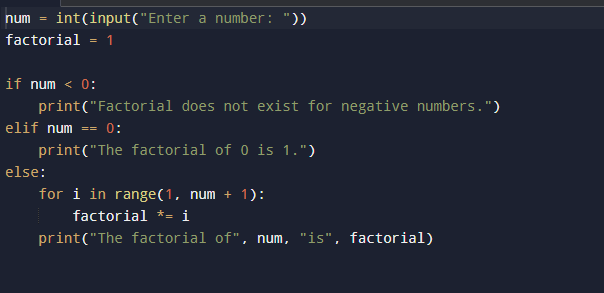 num = int(input("Enter a number: "))
factorial = 1

if num < 0:
    print("Factorial does not exist for negative numbers.")
elif num == 0:
    print("The factorial of 0 is 1.")
else:
    for i in range(1, num + 1):
        factorial *= i
    print("The factorial of", num, "is", factorial)